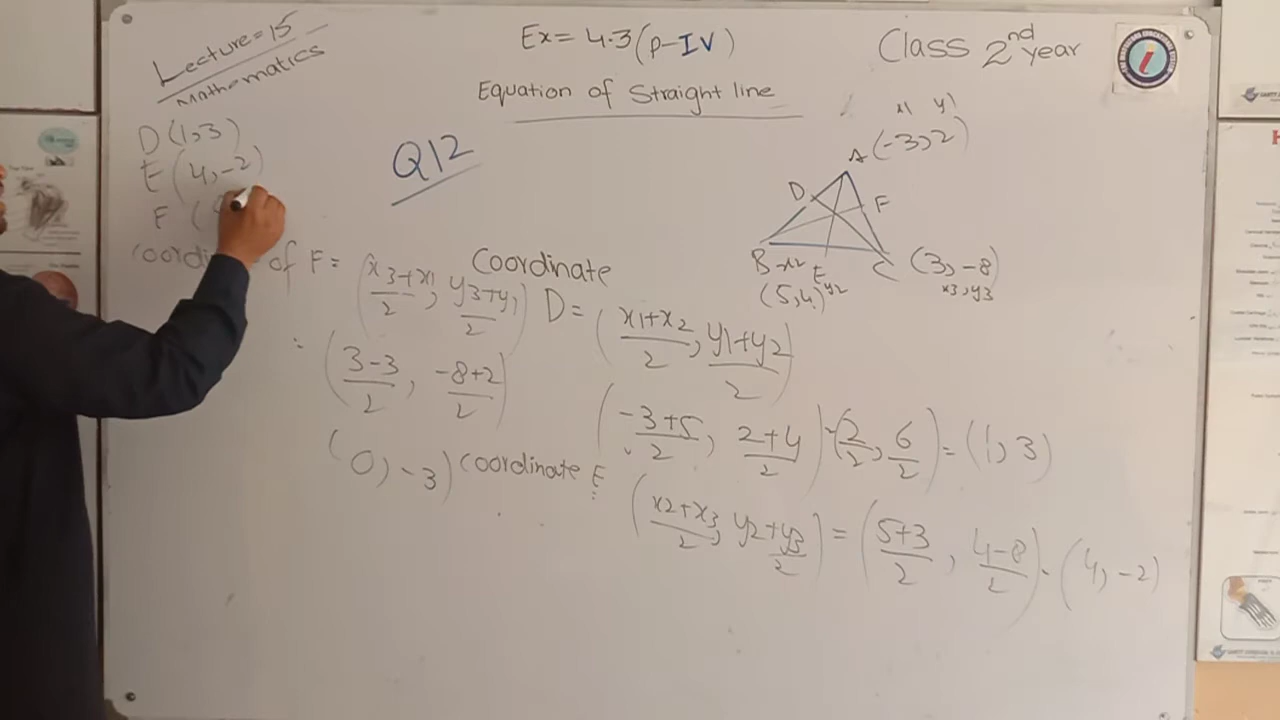 Lecture = 15
Mathematics
Ex = 4.3 (P-IV)
Equation of Straight line
Class 2nd year
Q12
D (1,3)
E (4,-2)
F (
x1 y1
A (-3,2)
D
F
B x2 E y2
(5,4)
C (3,-8)
x3, y3
of F = (x3+x1/2, y3+y1/2)
= (3-3/2, -8+2/2)
(0,-3)
Coordinate
D = (x1+x2/2, y1+y2/2)
(-3+5/2, 2+4/2) = (2/2, 6/2) = (1,3)
coordinate E
(x2+x3/2, y2+y3/2) = (5+3/2, 4-8/2) = (4,-2)